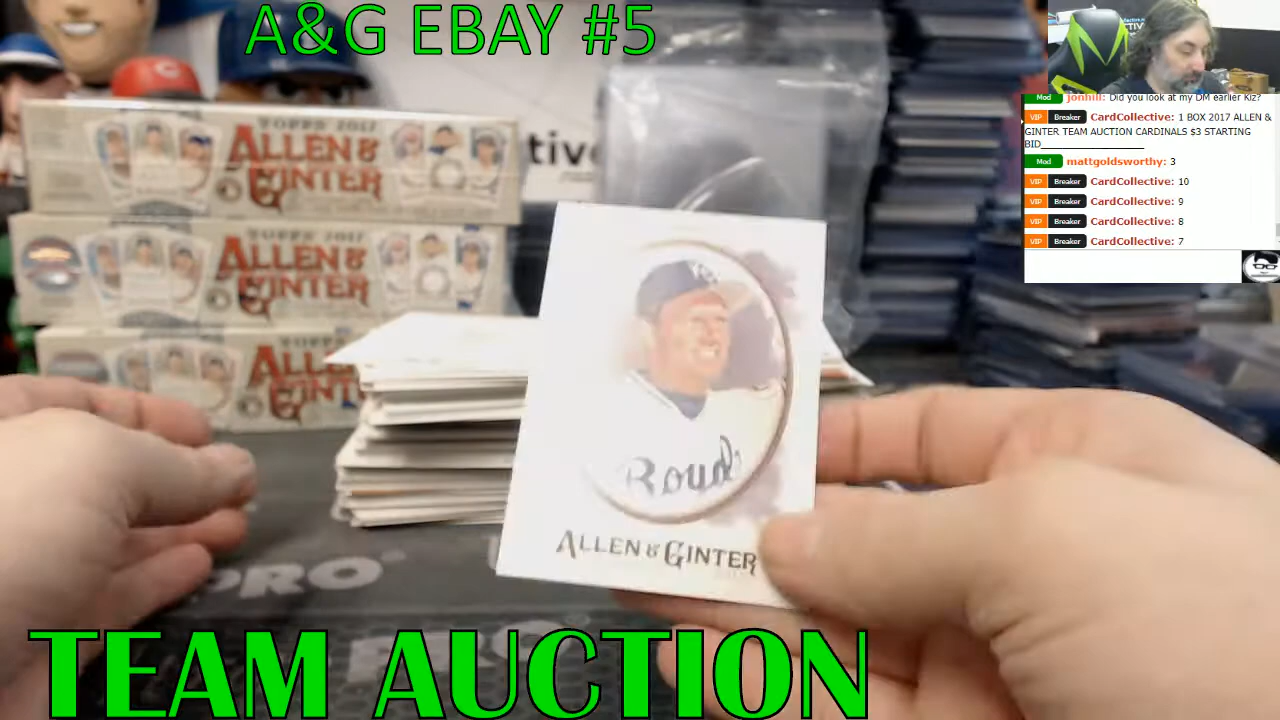 A&G EBAY #5
jonhill: Did you look at my DM earlier Kiz?
Mod
VIP Breaker CardCollective: 1 BOX 2017 ALLEN &
GINTER TEAM AUCTION CARDINALS $3 STARTING
BID___________________
Mod mattgoldsworthy: 3
VIP Breaker CardCollective: 10
VIP Breaker CardCollective: 9
VIP Breaker CardCollective: 8
VIP Breaker CardCollective: 7
TOPPS 2017
ALLEN &
GINTER
tive
ALLEN &
GINTER
ALLEN &
GINTER
Royals
ALLEN & GINTER
PRO
TEAM AUCTION